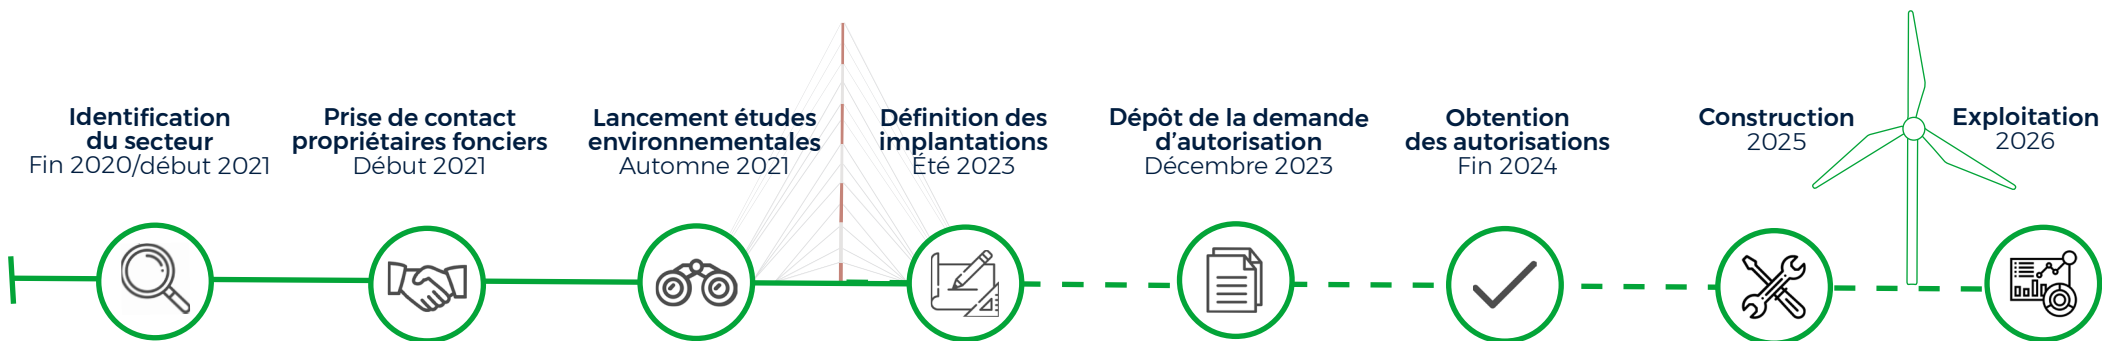 Identification
du secteur
Fin 2020/début 2021
Prise de contact
propriétaires fonciers
Début 2021
Lancement études
environnementales
Automne 2021
Définition des
implantations
Été 2023
Dépôt de la demande
d’autorisation
Décembre 2023
Obtention
des autorisations
Fin 2024
Construction
2025
Exploitation
2026